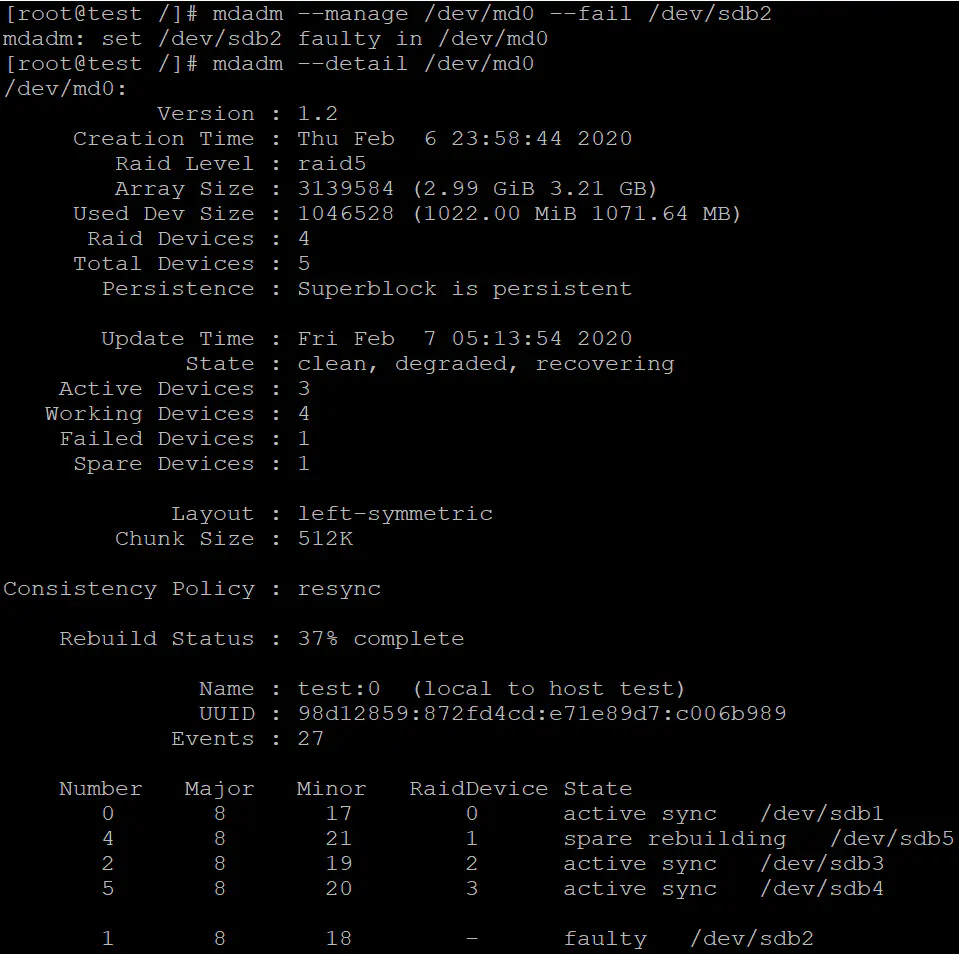 [root@test /]# mdadm --manage /dev/md0 --fail /dev/sdb2
mdadm: set /dev/sdb2 faulty in /dev/md0
[root@test /]# mdadm --detail /dev/md0
/dev/md0:
           Version : 1.2
     Creation Time : Thu Feb  6 23:58:44 2020
        Raid Level : raid5
        Array Size : 3139584 (2.99 GiB 3.21 GB)
     Used Dev Size : 1046528 (1022.00 MiB 1071.64 MB)
      Raid Devices : 4
     Total Devices : 5
       Persistence : Superblock is persistent

       Update Time : Fri Feb  7 05:13:54 2020
             State : clean, degraded, recovering
    Active Devices : 3
   Working Devices : 4
    Failed Devices : 1
     Spare Devices : 1

            Layout : left-symmetric
        Chunk Size : 512K

Consistency Policy : resync

    Rebuild Status : 37% complete

              Name : test:0  (local to host test)
              UUID : 98d12859:872fd4cd:e71e89d7:c006b989
            Events : 27

    Number   Major   Minor   RaidDevice State
       0       8       17        0      active sync   /dev/sdb1
       4       8       21        1      spare rebuilding   /dev/sdb5
       2       8       19        2      active sync   /dev/sdb3
       5       8       20        3      active sync   /dev/sdb4

       1       8       18        -      faulty   /dev/sdb2